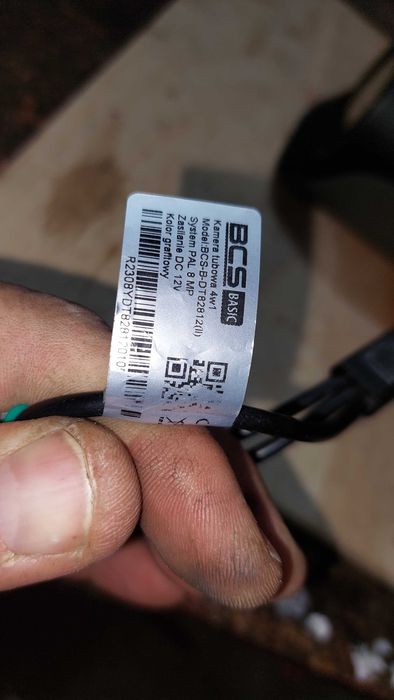 BCS BASIC
Kamera tubowa 4w1
Model:BCS-B-DT82812(II)
System PAL 8 MP
Zasilanie DC 12V
Kolor grafitowy